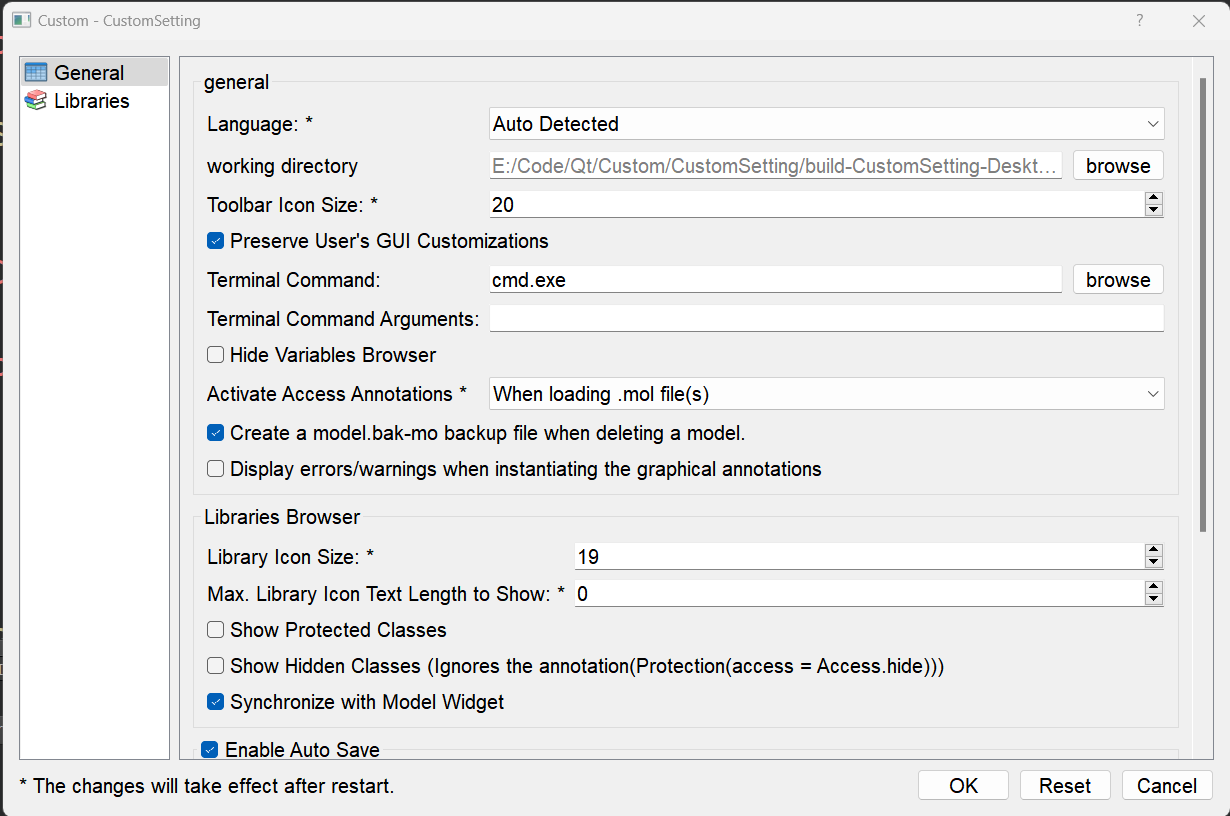 Custom - CustomSetting
General
Libraries
general
Language: * Auto Detected
working directory E:/Code/Qt/Custom/CustomSetting/build-CustomSetting-Deskt... browse
Toolbar Icon Size: * 20
Preserve User's GUI Customizations
Terminal Command: cmd.exe browse
Terminal Command Arguments:
Hide Variables Browser
Activate Access Annotations * When loading .mol file(s)
Create a model.bak-mo backup file when deleting a model.
Display errors/warnings when instantiating the graphical annotations
Libraries Browser
Library Icon Size: * 19
Max. Library Icon Text Length to Show: * 0
Show Protected Classes
Show Hidden Classes (Ignores the annotation(Protection(access = Access.hide)))
Synchronize with Model Widget
Enable Auto Save
* The changes will take effect after restart.
OK Reset Cancel